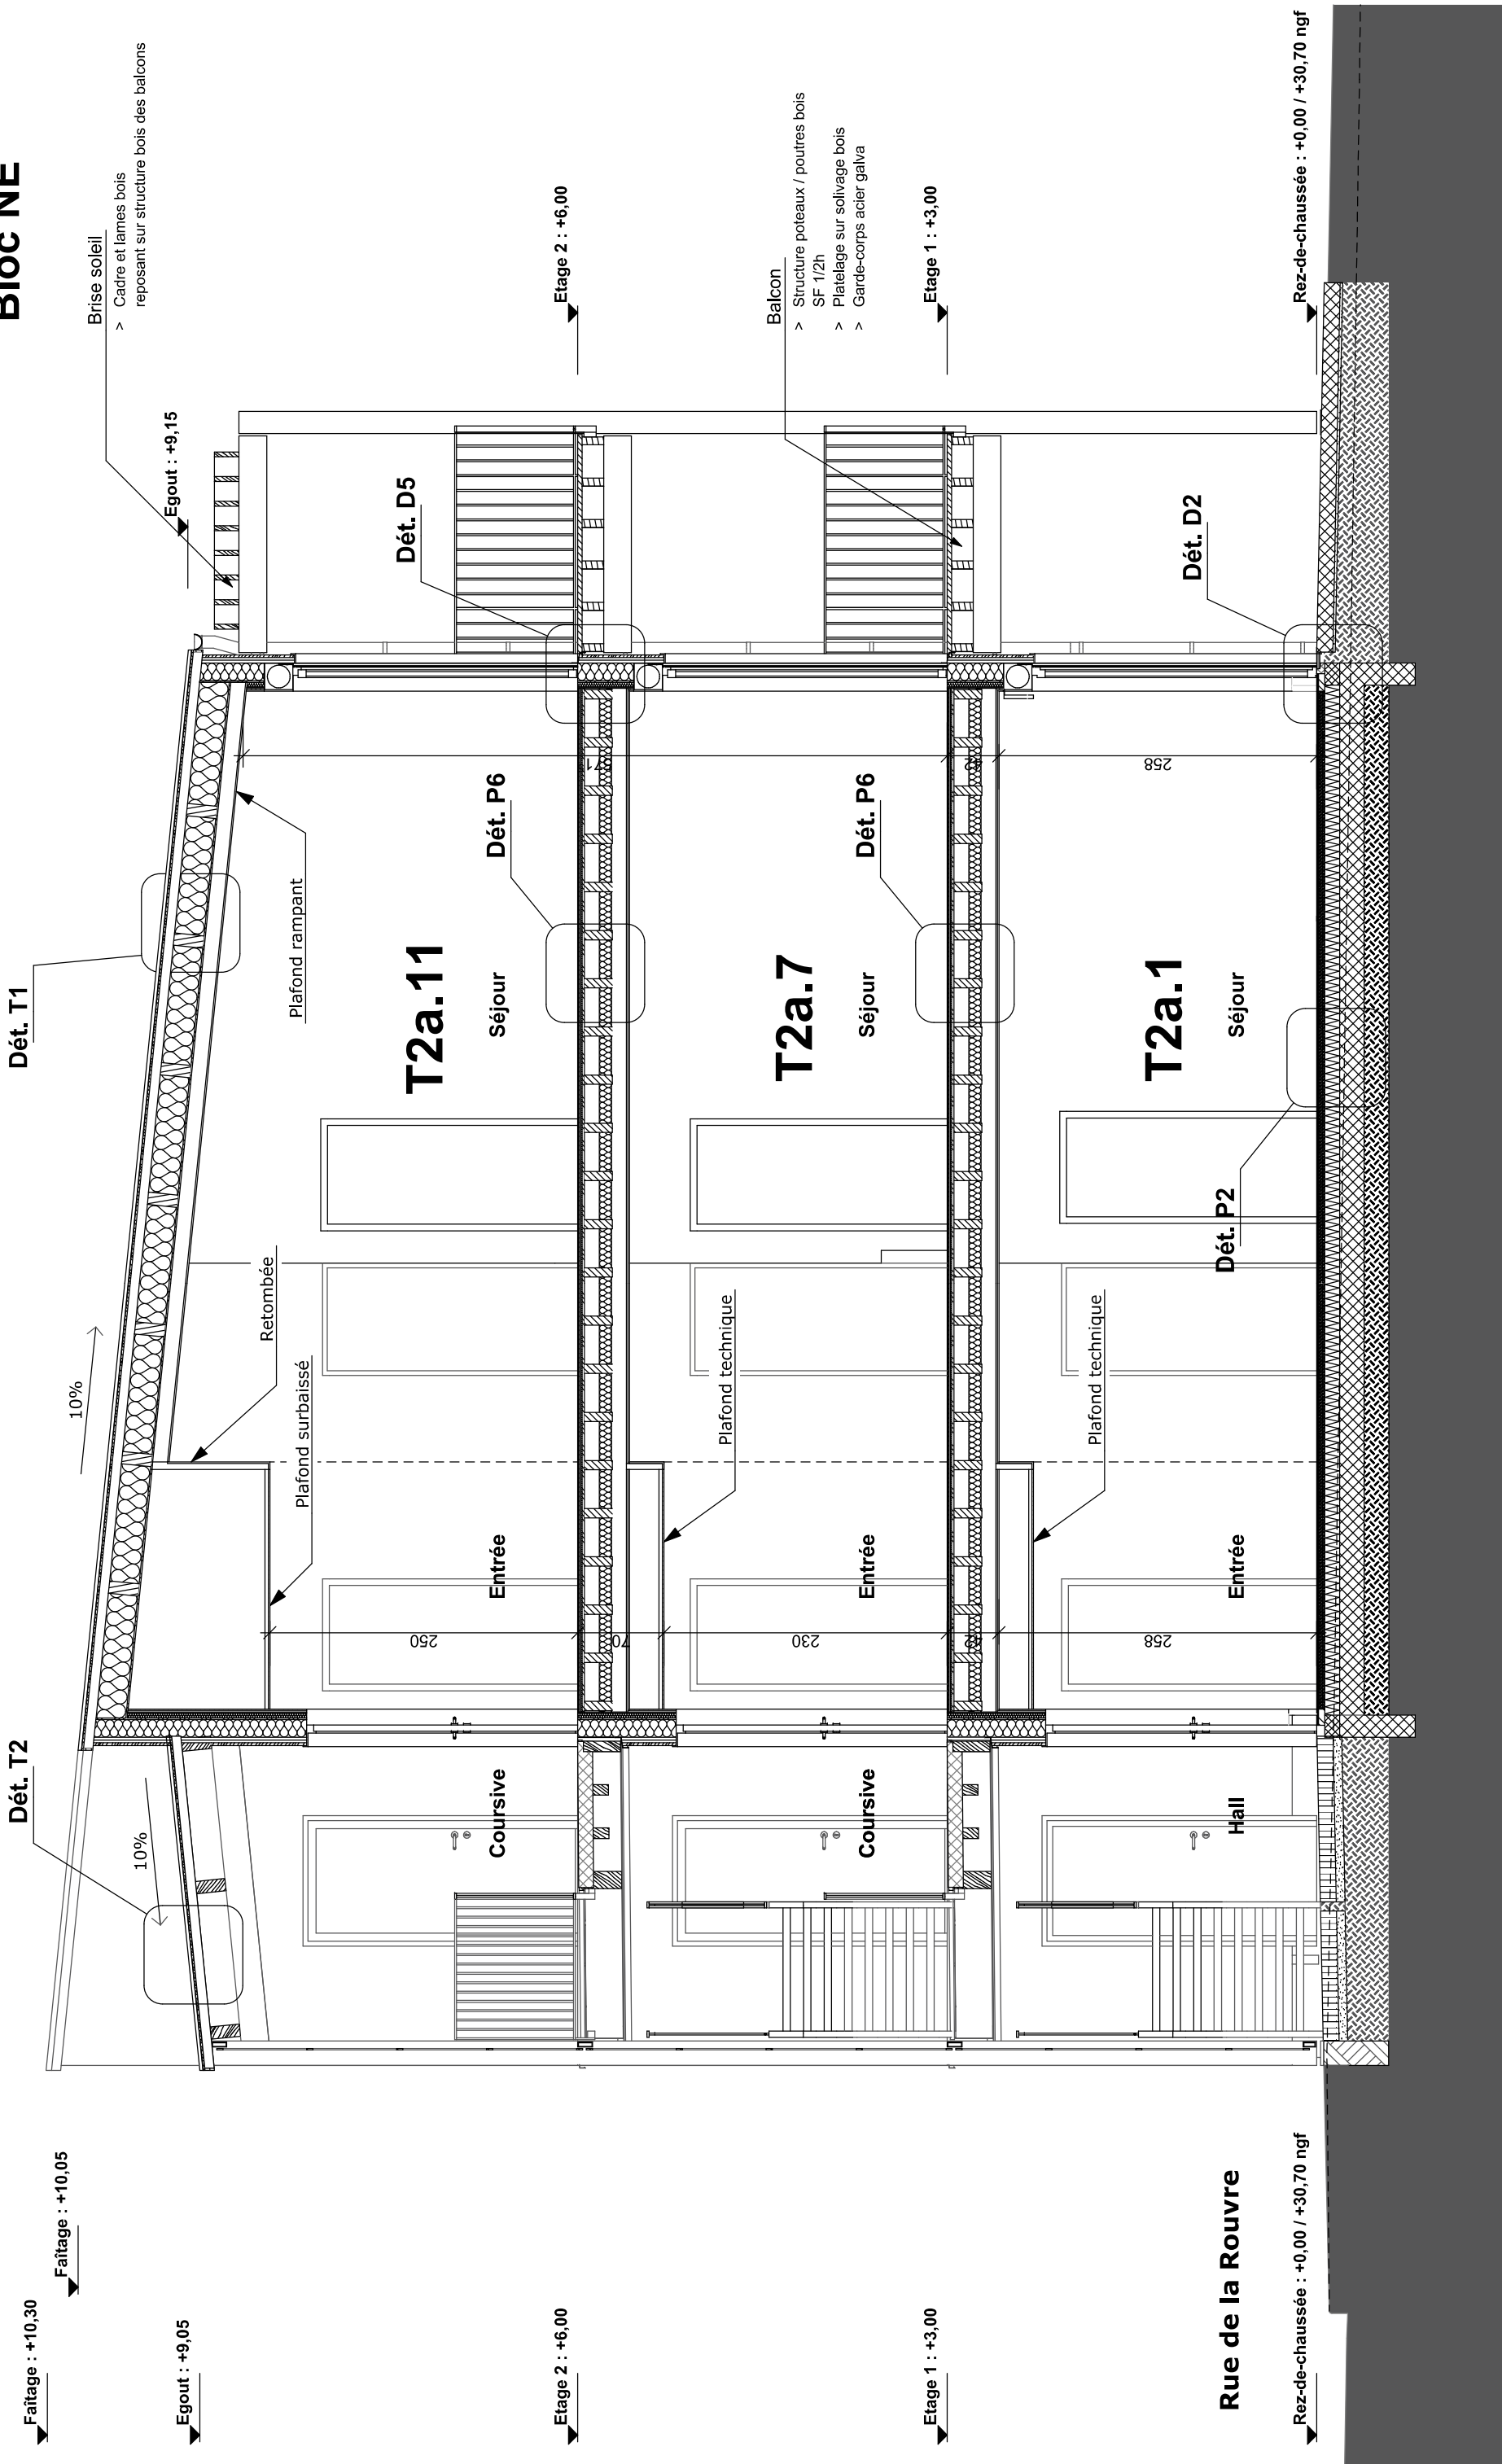 Bloc NE
Brise soleil
> Cadre et lames bois
reposant sur structure bois des balcons
Dét. T1
Dét. T2
Faîtage : +10,30
Faîtage : +10,05
Egout : +9,15
Egout : +9,05
10%
10%
Retombée
Plafond surbaissé
Plafond rampant
Dét. D5
T2a.11
Séjour
Entrée
Coursive
250
571
Dét. P6
Etage 2 : +6,00
Etage 2 : +6,00
70
Balcon
> Structure poteaux / poutres bois
SF 1/2h
> Platelage sur solivage bois
> Garde-corps acier galva
Plafond technique
T2a.7
Séjour
Entrée
Coursive
230
Dét. P6
Etage 1 : +3,00
Etage 1 : +3,00
42
42
Plafond technique
T2a.1
Séjour
Entrée
Hall
258
258
Dét. D2
Dét. P2
Rue de la Rouvre
Rez-de-chaussée : +0,00 / +30,70 ngf
Rez-de-chaussée : +0,00 / +30,70 ngf